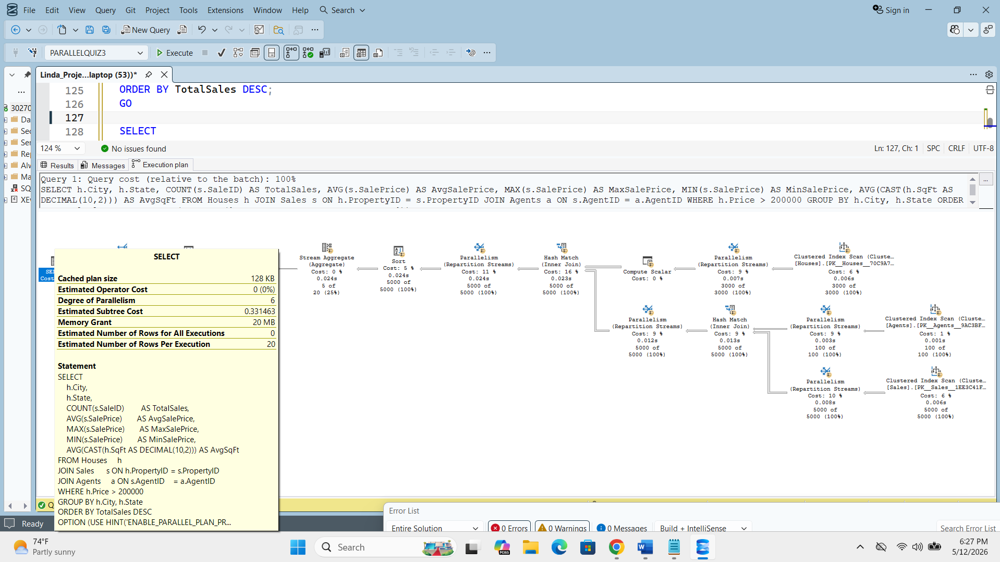 File Edit View Query Git Project Tools Extensions Window Help Search Sign in
New Query
PARALLELQUIZ3 Execute
Linda_Proje...laptop (53))*
125 ORDER BY TotalSales DESC;
126 GO
127
128 SELECT
124 % No issues found Ln: 127, Ch: 1 SPC CRLF UTF-8
30270
Da
Sec
Ser
Rep
Alv
Ma
SQ
XEv
Results Messages Execution plan
Query 1: Query cost (relative to the batch): 100%
SELECT h.City, h.State, COUNT(s.SaleID) AS TotalSales, AVG(s.SalePrice) AS AvgSalePrice, MAX(s.SalePrice) AS MaxSalePrice, MIN(s.SalePrice) AS MinSalePrice, AVG(CAST(h.SqFt AS
DECIMAL(10,2))) AS AvgSqFt FROM Houses h JOIN Sales s ON h.PropertyID = s.PropertyID JOIN Agents a ON s.AgentID = a.AgentID WHERE h.Price > 200000 GROUP BY h.City, h.State ORDER
...
SEL
Cost
SELECT
Cached plan size 128 KB
Estimated Operator Cost 0 (0%)
Degree of Parallelism 6
Estimated Subtree Cost 0.331463
Memory Grant 20 MB
Estimated Number of Rows for All Executions 0
Estimated Number of Rows Per Execution 20
Statement
SELECT
h.City,
h.State,
COUNT(s.SaleID) AS TotalSales,
AVG(s.SalePrice) AS AvgSalePrice,
MAX(s.SalePrice) AS MaxSalePrice,
MIN(s.SalePrice) AS MinSalePrice,
AVG(CAST(h.SqFt AS DECIMAL(10,2))) AS AvgSqFt
FROM Houses h
JOIN Sales s ON h.PropertyID = s.PropertyID
JOIN Agents a ON s.AgentID = a.AgentID
WHERE h.Price > 200000
GROUP BY h.City, h.State
ORDER BY TotalSales DESC
OPTION (USE HINT('ENABLE_PARALLEL_PLAN_PR...
Stream Aggregate
(Aggregate)
Cost: 0 %
0.024s
5 of
20 (25%)
Sort
Cost: 5 %
0.024s
5000 of
5000 (100%)
Parallelism
(Repartition Streams)
Cost: 11 %
0.024s
5000 of
5000 (100%)
Hash Match
(Inner Join)
Cost: 16 %
0.023s
5000 of
5000 (100%)
Compute Scalar
Cost: 0 %
Parallelism
(Repartition Streams)
Cost: 9 %
0.007s
3000 of
3000 (100%)
Clustered Index Scan (Cluste...
[Houses].[PK__Houses__70C9A7...
Cost: 6 %
0.006s
3000 of
3000 (100%)
Parallelism
(Repartition Streams)
Cost: 9 %
0.012s
5000 of
5000 (100%)
Hash Match
(Inner Join)
Cost: 9 %
0.013s
5000 of
5000 (100%)
Parallelism
(Repartition Streams)
Cost: 9 %
0.003s
100 of
100 (100%)
Clustered Index Scan (Cluste...
[Agents].[PK__Agents__9AC3BF...
Cost: 1 %
0.001s
100 of
100 (100%)
Parallelism
(Repartition Streams)
Cost: 10 %
0.008s
5000 of
5000 (100%)
Clustered Index Scan (Cluste...
[Sales].[PK__Sales__1EE3C41F...
Cost: 6 %
0.006s
5000 of
5000 (100%)
Q
Error List
Entire Solution 0 Errors 0 Warnings 0 Messages Build + IntelliSense Search Error List
Ready
74°F
Partly sunny
Search
M365
6:27 PM
5/12/2026